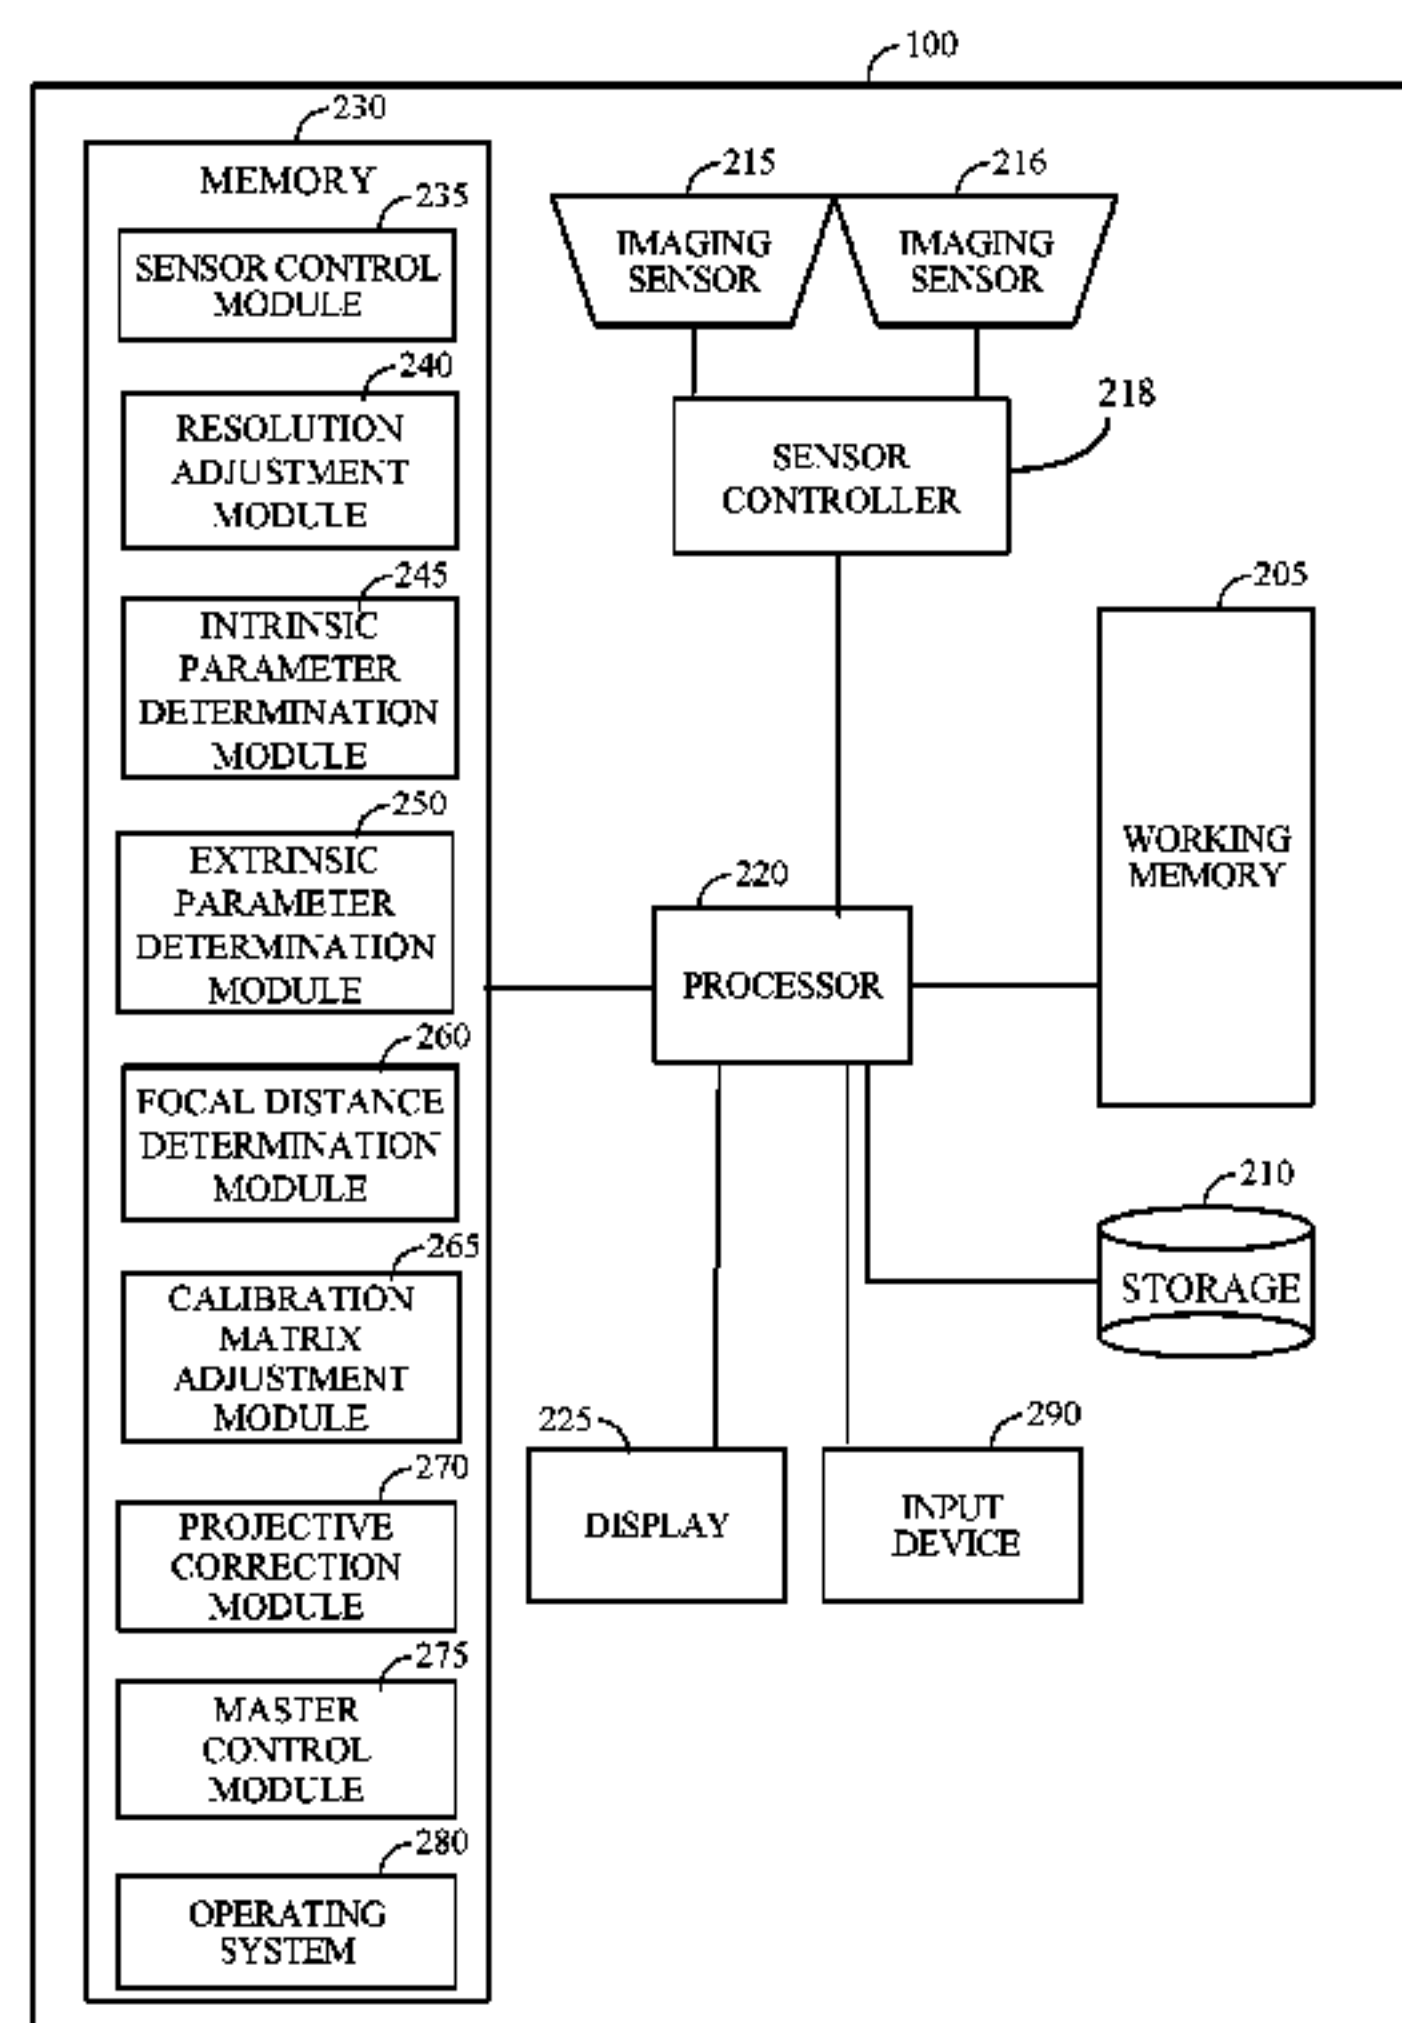 100
230
MEMORY
235
SENSOR CONTROL
MODULE
240
RESOLUTION
ADJUSTMENT
MODULE
245
INTRINSIC
PARAMETER
DETERMINATION
MODULE
250
EXTRINSIC
PARAMETER
DETERMINATION
MODULE
260
FOCAL DISTANCE
DETERMINATION
MODULE
265
CALIBRATION
MATRIX
ADJUSTMENT
MODULE
270
PROJECTIVE
CORRECTION
MODULE
275
MASTER
CONTROL
MODULE
280
OPERATING
SYSTEM
215
IMAGING
SENSOR
216
IMAGING
SENSOR
218
SENSOR
CONTROLLER
205
WORKING
MEMORY
220
PROCESSOR
210
STORAGE
225
DISPLAY
290
INPUT
DEVICE